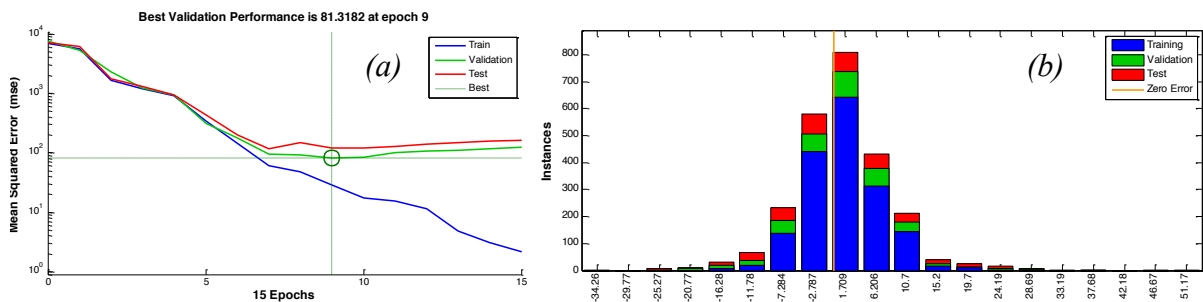 Best Validation Performance is 81.3182 at epoch 9
Mean Squared Error (mse)
10^4
10^3
10^2
10^1
10^0
0
5
10
15
15 Epochs
Train
Validation
Test
Best
(a)
Instances
800
700
600
500
400
300
200
100
0
-34.26
-29.77
-25.27
-20.77
-16.28
-11.78
-7.284
-2.787
1.709
6.206
10.7
15.2
19.7
24.19
28.69
33.19
37.68
42.18
46.67
51.17
(b)
Training
Validation
Test
Zero Error